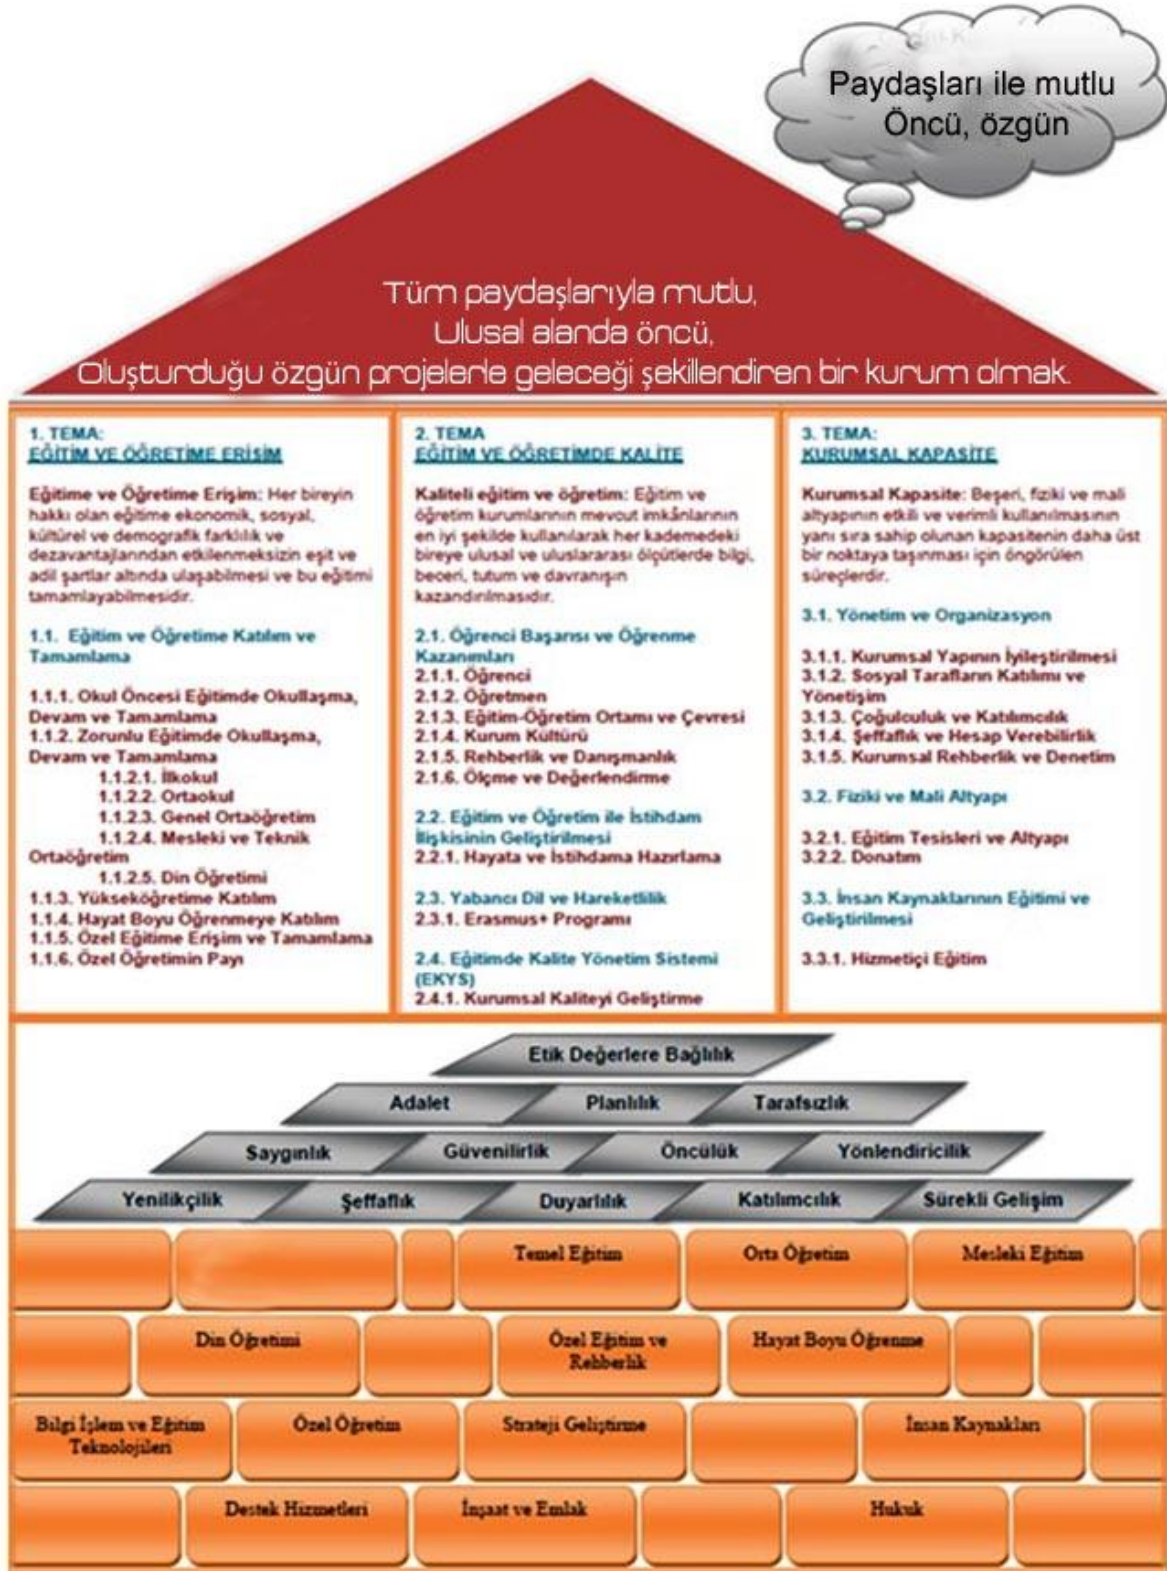 Paydaşları ile mutlu
Öncü, özgün
Tüm paydaşlarıyla mutlu,
Ulusal alanda öncü,
Oluşturduğu özgün projelerle geleceği şekillendiren bir kurum olmak.
1. TEMA:
EĞİTİM VE ÖĞRETİME ERİŞİM
Eğitime ve Öğretime Erişim: Her bireyin
hakkı olan eğitime ekonomik, sosyal,
kültürel ve demografik farklılık ve
dezavantajlarından etkilenmeksizin eşit ve
adil şartlar altında ulaşabilmesi ve bu eğitimi
tamamlayabilmesidir.
1.1. Eğitim ve Öğretime Katılım ve
Tamamlama
1.1.1. Okul Öncesi Eğitimde Okullaşma,
Devam ve Tamamlama
1.1.2. Zorunlu Eğitimde Okullaşma,
Devam ve Tamamlama
1.1.2.1. İlkokul
1.1.2.2. Ortaokul
1.1.2.3. Genel Ortaöğretim
1.1.2.4. Mesleki ve Teknik
Ortaöğretim
1.1.2.5. Din Öğretimi
1.1.3. Yükseköğretime Katılım
1.1.4. Hayat Boyu Öğrenmeye Katılım
1.1.5. Özel Eğitime Erişim ve Tamamlama
1.1.6. Özel Öğretimin Payı
2. TEMA
EĞİTİM VE ÖĞRETİMDE KALİTE
Kaliteli eğitim ve öğretim: Eğitim ve
öğretim kurumlarının mevcut imkânlarının
en iyi şekilde kullanılarak her kademedeki
bireye ulusal ve uluslararası ölçütlerde bilgi,
beceri, tutum ve davranışın
kazandırılmasıdır.
2.1. Öğrenci Başarısı ve Öğrenme
Kazanımları
2.1.1. Öğrenci
2.1.2. Öğretmen
2.1.3. Eğitim-Öğretim Ortamı ve Çevresi
2.1.4. Kurum Kültürü
2.1.5. Rehberlik ve Danışmanlık
2.1.6. Ölçme ve Değerlendirme
2.2. Eğitim ve Öğretim ile İstihdam
İlişkisinin Geliştirilmesi
2.2.1. Hayata ve İstihdama Hazırlama
2.3. Yabancı Dil ve Hareketlilik
2.3.1. Erasmus+ Programı
2.4. Eğitimde Kalite Yönetim Sistemi
(EKYS)
2.4.1. Kurumsal Kaliteyi Geliştirme
3. TEMA:
KURUMSAL KAPASİTE
Kurumsal Kapasite: Beşeri, fiziki ve mali
altyapının etkili ve verimli kullanılmasının
yanı sıra sahip olunan kapasitenin daha üst
bir noktaya taşınması için öngörülen
süreçlerdir.
3.1. Yönetim ve Organizasyon
3.1.1. Kurumsal Yapının İyileştirilmesi
3.1.2. Sosyal Tarafların Katılımı ve
Yönetişim
3.1.3. Çoğulculuk ve Katılımcılık
3.1.4. Şeffaflık ve Hesap Verebilirlik
3.1.5. Kurumsal Rehberlik ve Denetim
3.2. Fiziki ve Mali Altyapı
3.2.1. Eğitim Tesisleri ve Altyapı
3.2.2. Donatım
3.3. İnsan Kaynaklarının Eğitimi ve
Geliştirilmesi
3.3.1. Hizmetiçi Eğitim
Etik Değerlere Bağlılık
Adalet Planlılık Tarafsızlık
Saygınlık Güvenilirlik Öncülük Yönlendiricilik
Yenilikçilik Şeffaflık Duyarlılık Katılımcılık Sürekli Gelişim
Temel Eğitim Orta Öğretim Mesleki Eğitim
Din Öğretimi
Özel Eğitim ve
Rehberlik
Hayat Boyu Öğrenme
Bilgi İşlem ve Eğitim
Teknolojileri
Özel Öğretim Strateji Geliştirme İnsan Kaynakları
Destek Hizmetleri İnşaat ve Emlak Hukuk